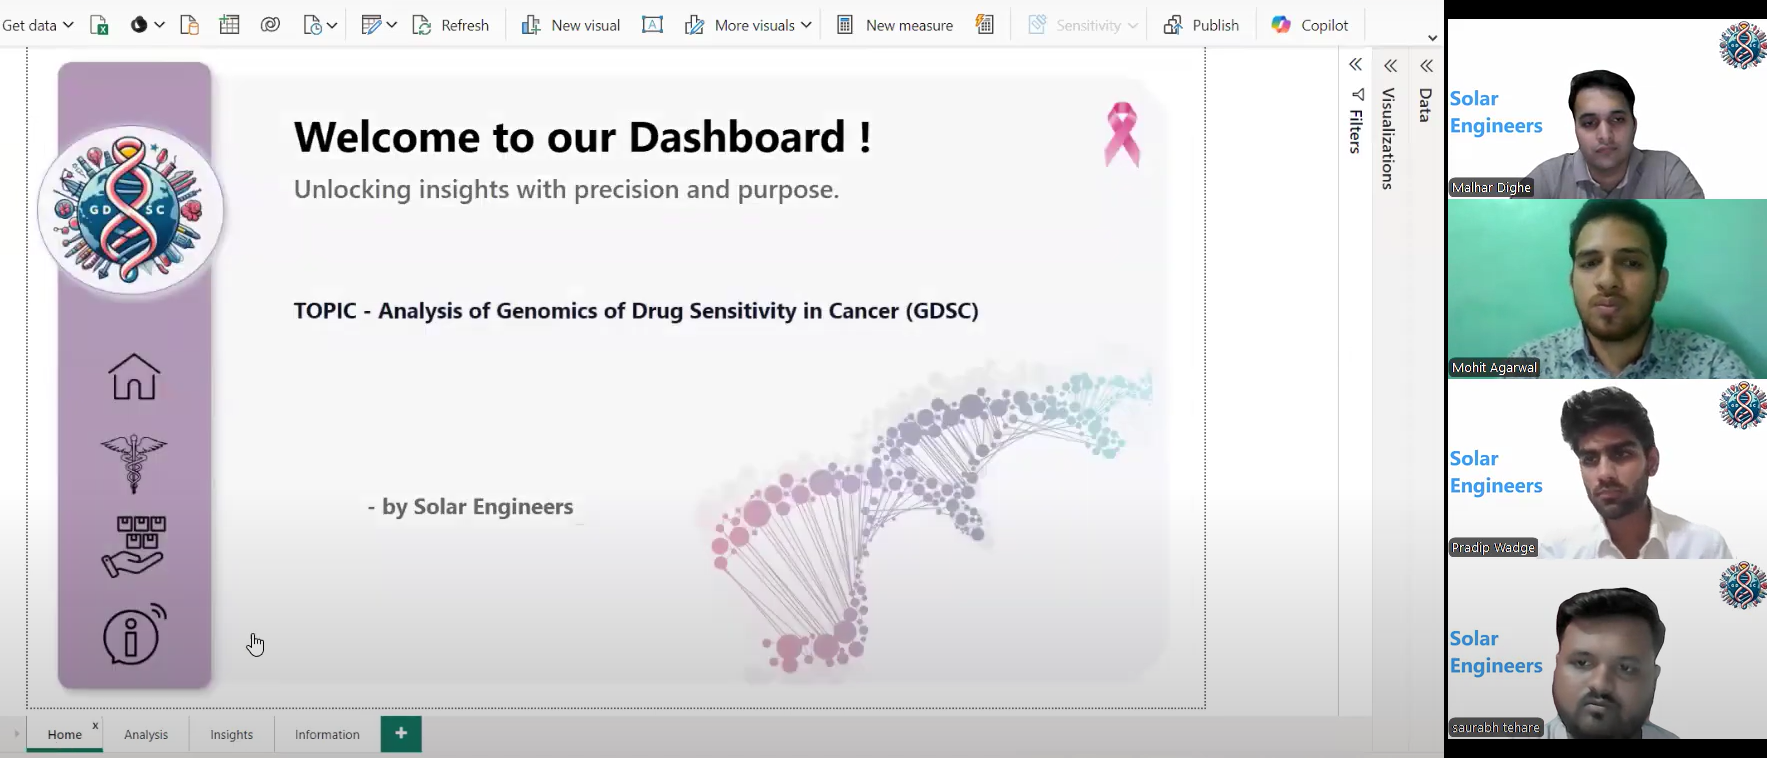 Get data
Refresh
New visual
More visuals
New measure
Sensitivity
Publish
Copilot
Welcome to our Dashboard !
Unlocking insights with precision and purpose.
GD SC
TOPIC - Analysis of Genomics of Drug Sensitivity in Cancer (GDSC)
- by Solar Engineers
Filters
Visualizations
Data
Home x
Analysis
Insights
Information
+
Solar
Engineers
Malhar Dighe
Mohit Agarwal
Solar
Engineers
Pradip Wadge
Solar
Engineers
saurabh tehare